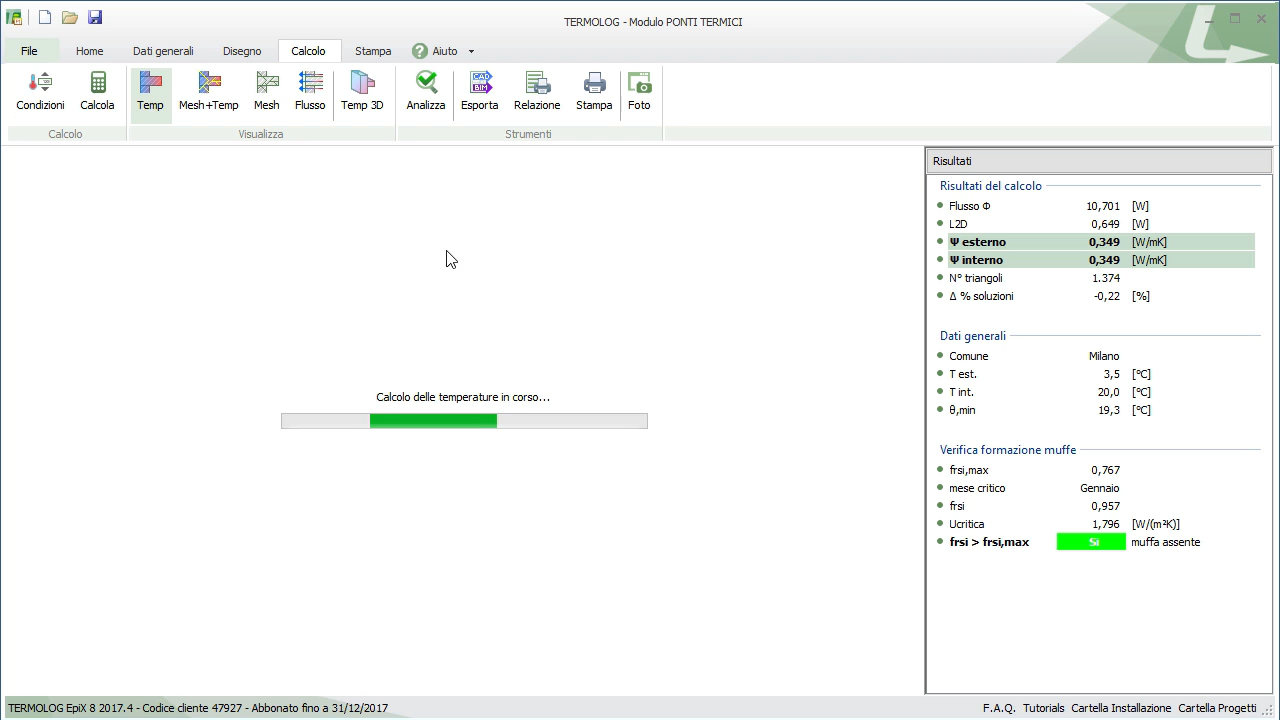 TERMOLOG - Modulo PONTI TERMICI
File Home Dati generali Disegno Calcolo Stampa Aiuto
Condizioni Calcola Temp Mesh+Temp Mesh Flusso Temp 3D Analizza Esporta Relazione Stampa Foto
Calcolo Visualizza Strumenti
Risultati
Risultati del calcolo
Flusso Φ 10,701 [W]
L2D 0,649 [W]
Ψ esterno 0,349 [W/mK]
Ψ interno 0,349 [W/mK]
N° triangoli 1.374
Δ % soluzioni -0,22 [%]
Dati generali
Comune Milano
T est. 3,5 [°C]
T int. 20,0 [°C]
θ,min 19,3 [°C]
Calcolo delle temperature in corso...
Verifica formazione muffe
frsi,max 0,767
mese critico Gennaio
frsi 0,957
Ucritica 1,796 [W/(m²K)]
frsi > frsi,max Sì muffa assente
TERMOLOG EpiX 8 2017.4 - Codice cliente 47927 - Abbonato fino a 31/12/2017
F.A.Q. Tutorials Cartella Installazione Cartella Progetti